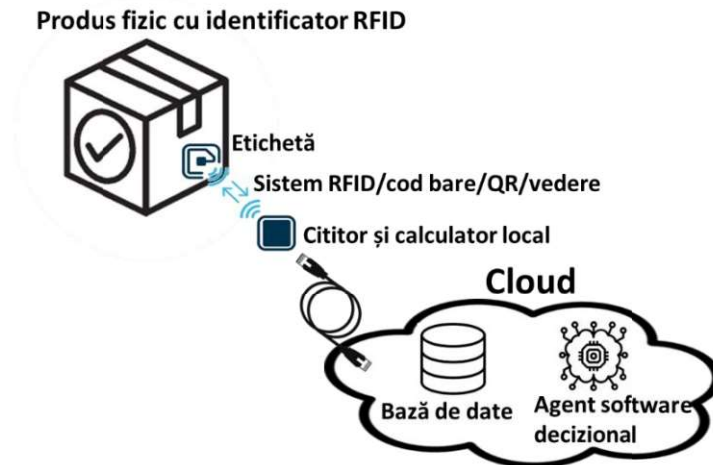 Produs fizic cu identificator RFID
Etichetă
Sistem RFID/cod bare/QR/vedere
Cititor și calculator local
Cloud
Bază de date
Agent software
decizional